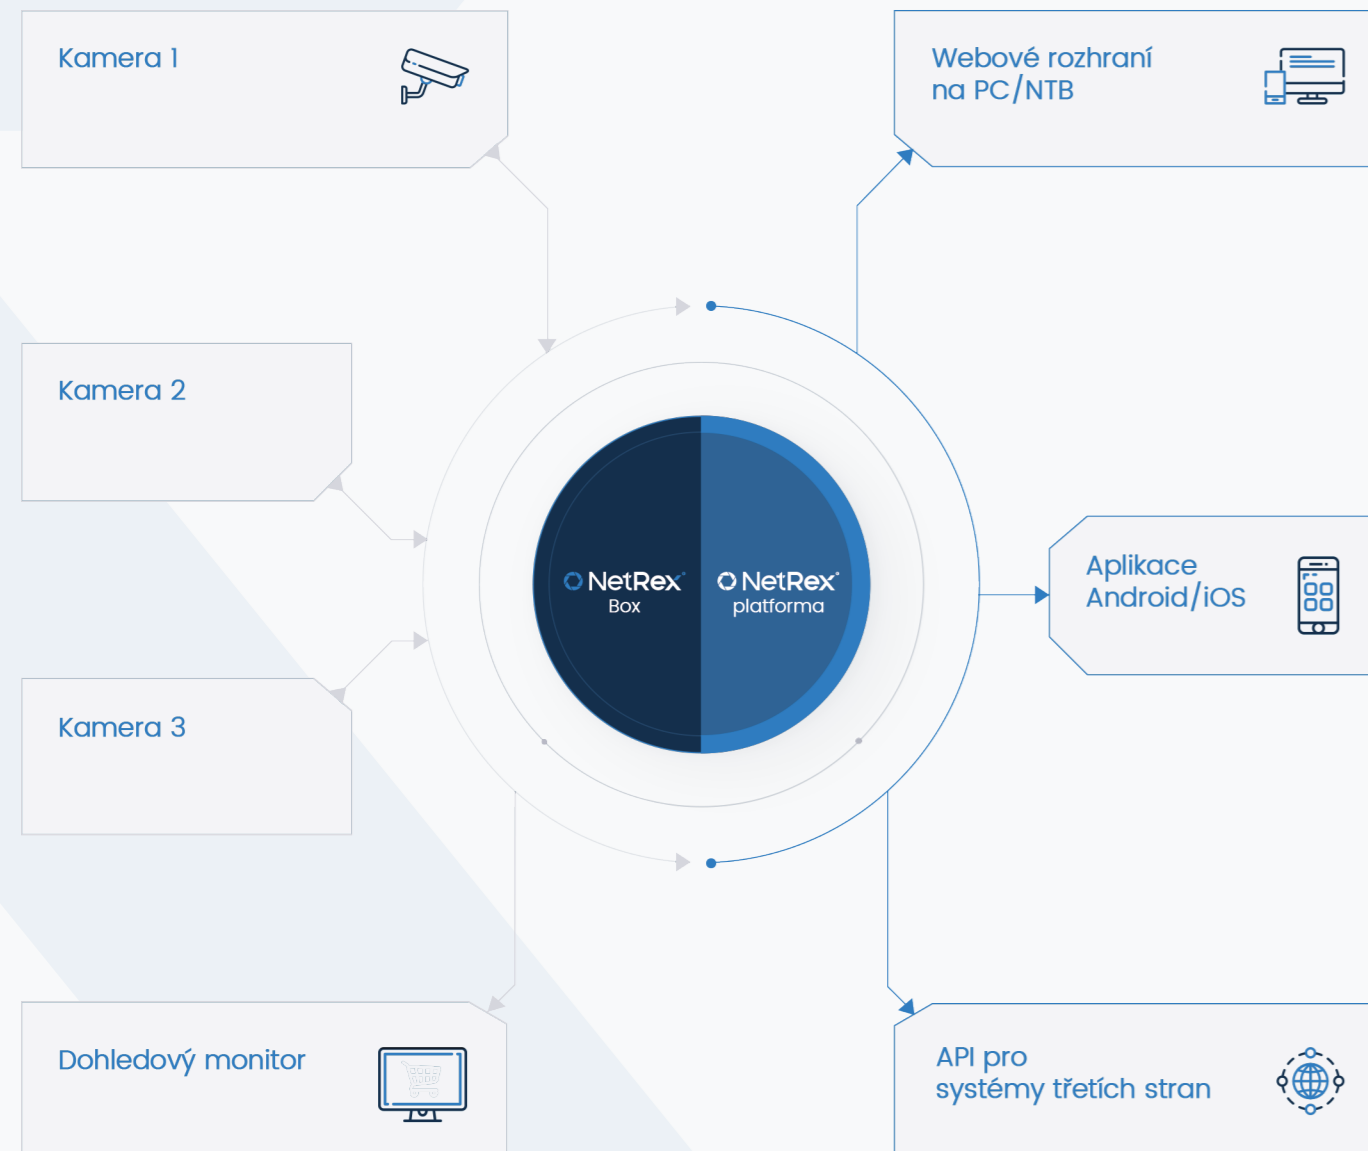 Kamera 1
Webové rozhraní
na PC/NTB
Kamera 2
NetRex
Box
NetRex
platforma
Aplikace
Android/iOS
Kamera 3
Dohledový monitor
API pro
systémy třetích stran